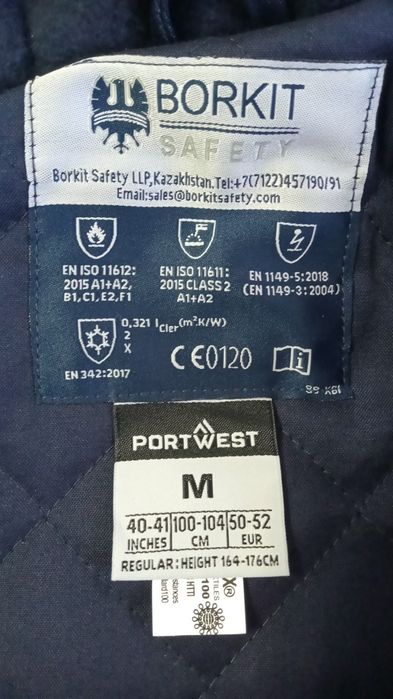 BORKIT
SAFETY
Borkit Safety LLP,Kazakhstan.Tel:+7(7122)457190/91
Email:sales@borkitsafety.com
EN ISO 11612:
2015 A1+A2,
B1,C1,E2,F1
EN ISO 11611:
2015 CLASS 2
A1+A2
EN 1149-5:2018
(EN 1149-3:2004)
0,321 Icler(m².K/W)
2
X
EN 342:2017
CE0120
i
PORTWEST
M
40-41 100-104 50-52
INCHES CM EUR
REGULAR: HEIGHT 164-176CM
X®
100